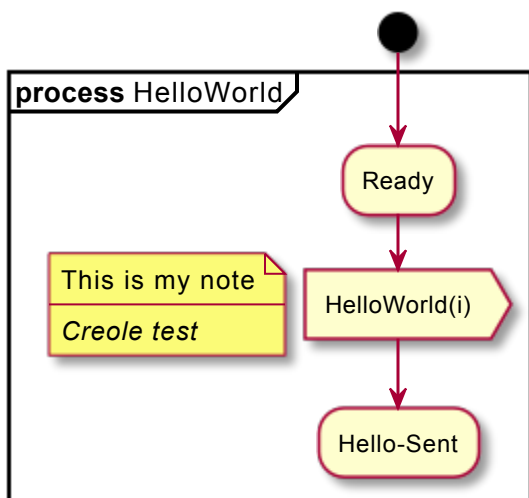 process HelloWorld
Ready
This is my note
Creole test
HelloWorld(i)
Hello-Sent